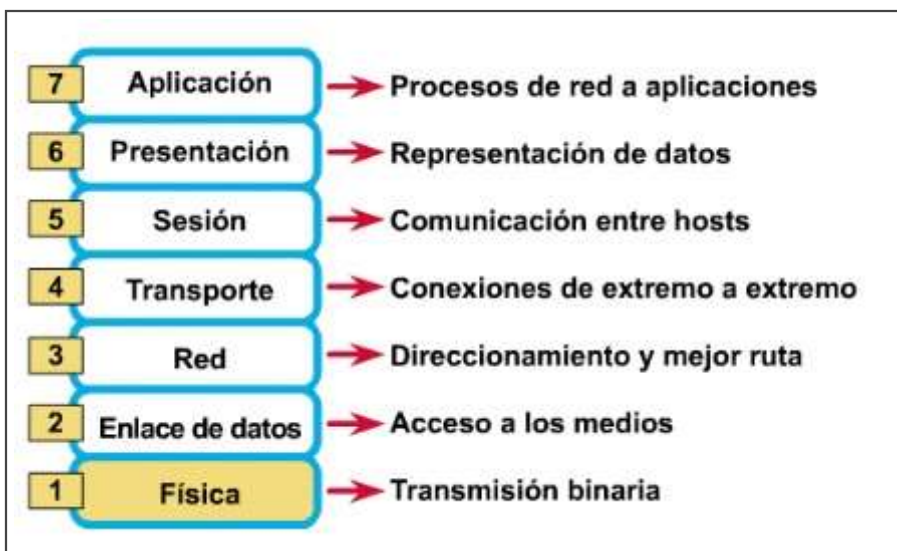 7 Aplicación Procesos de red a aplicaciones
6 Presentación Representación de datos
5 Sesión Comunicación entre hosts
4 Transporte Conexiones de extremo a extremo
3 Red Direccionamiento y mejor ruta
2 Enlace de datos Acceso a los medios
1 Física Transmisión binaria